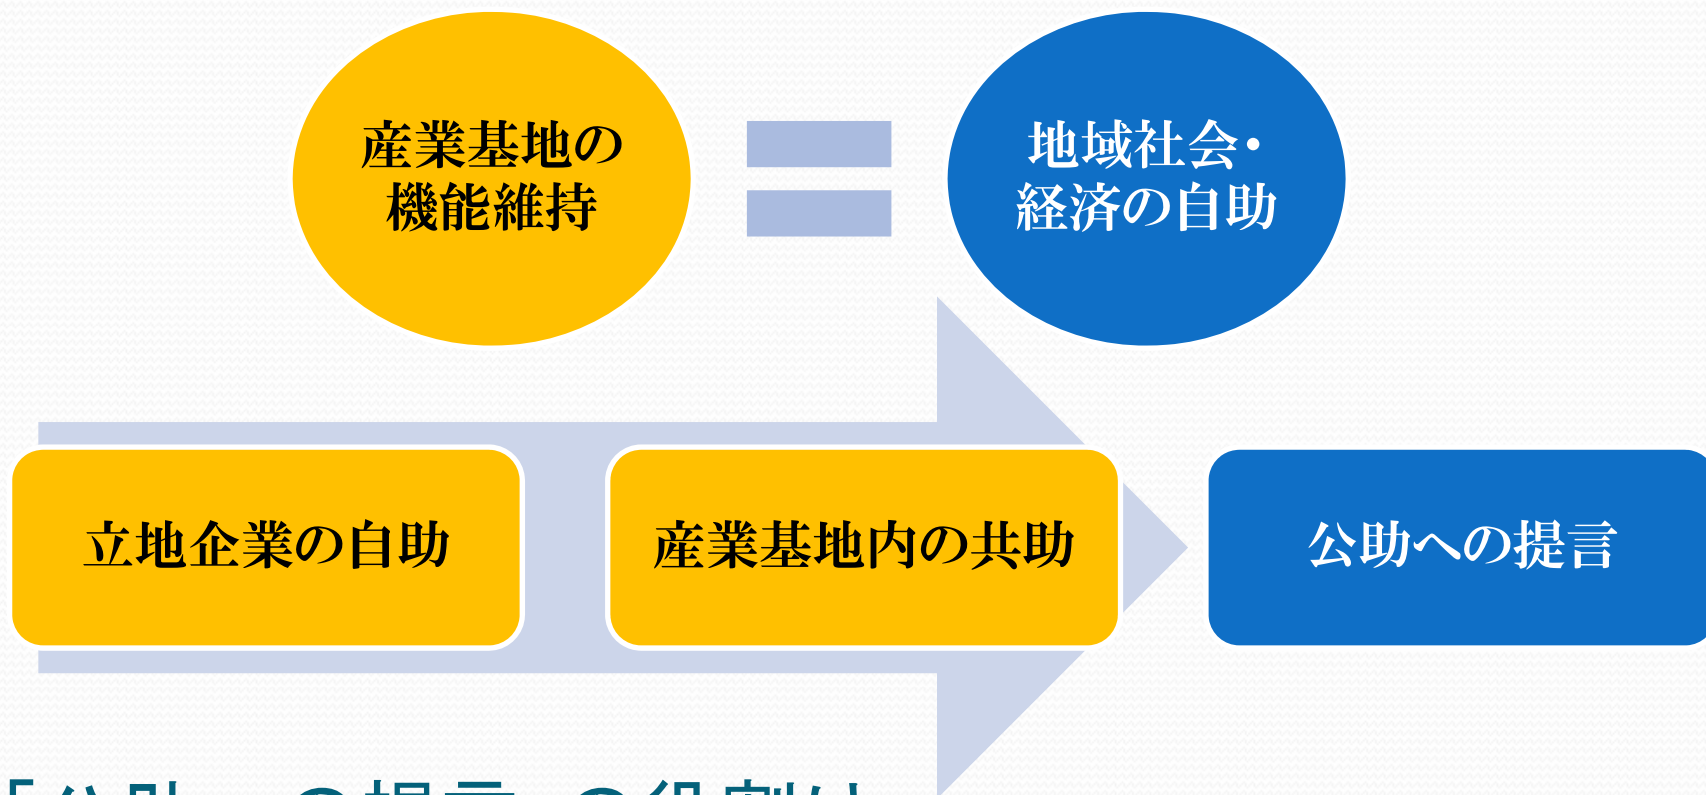 産業基地の
機能維持
地域社会・
経済の自助
立地企業の自助
産業基地内の共助
公助への提言